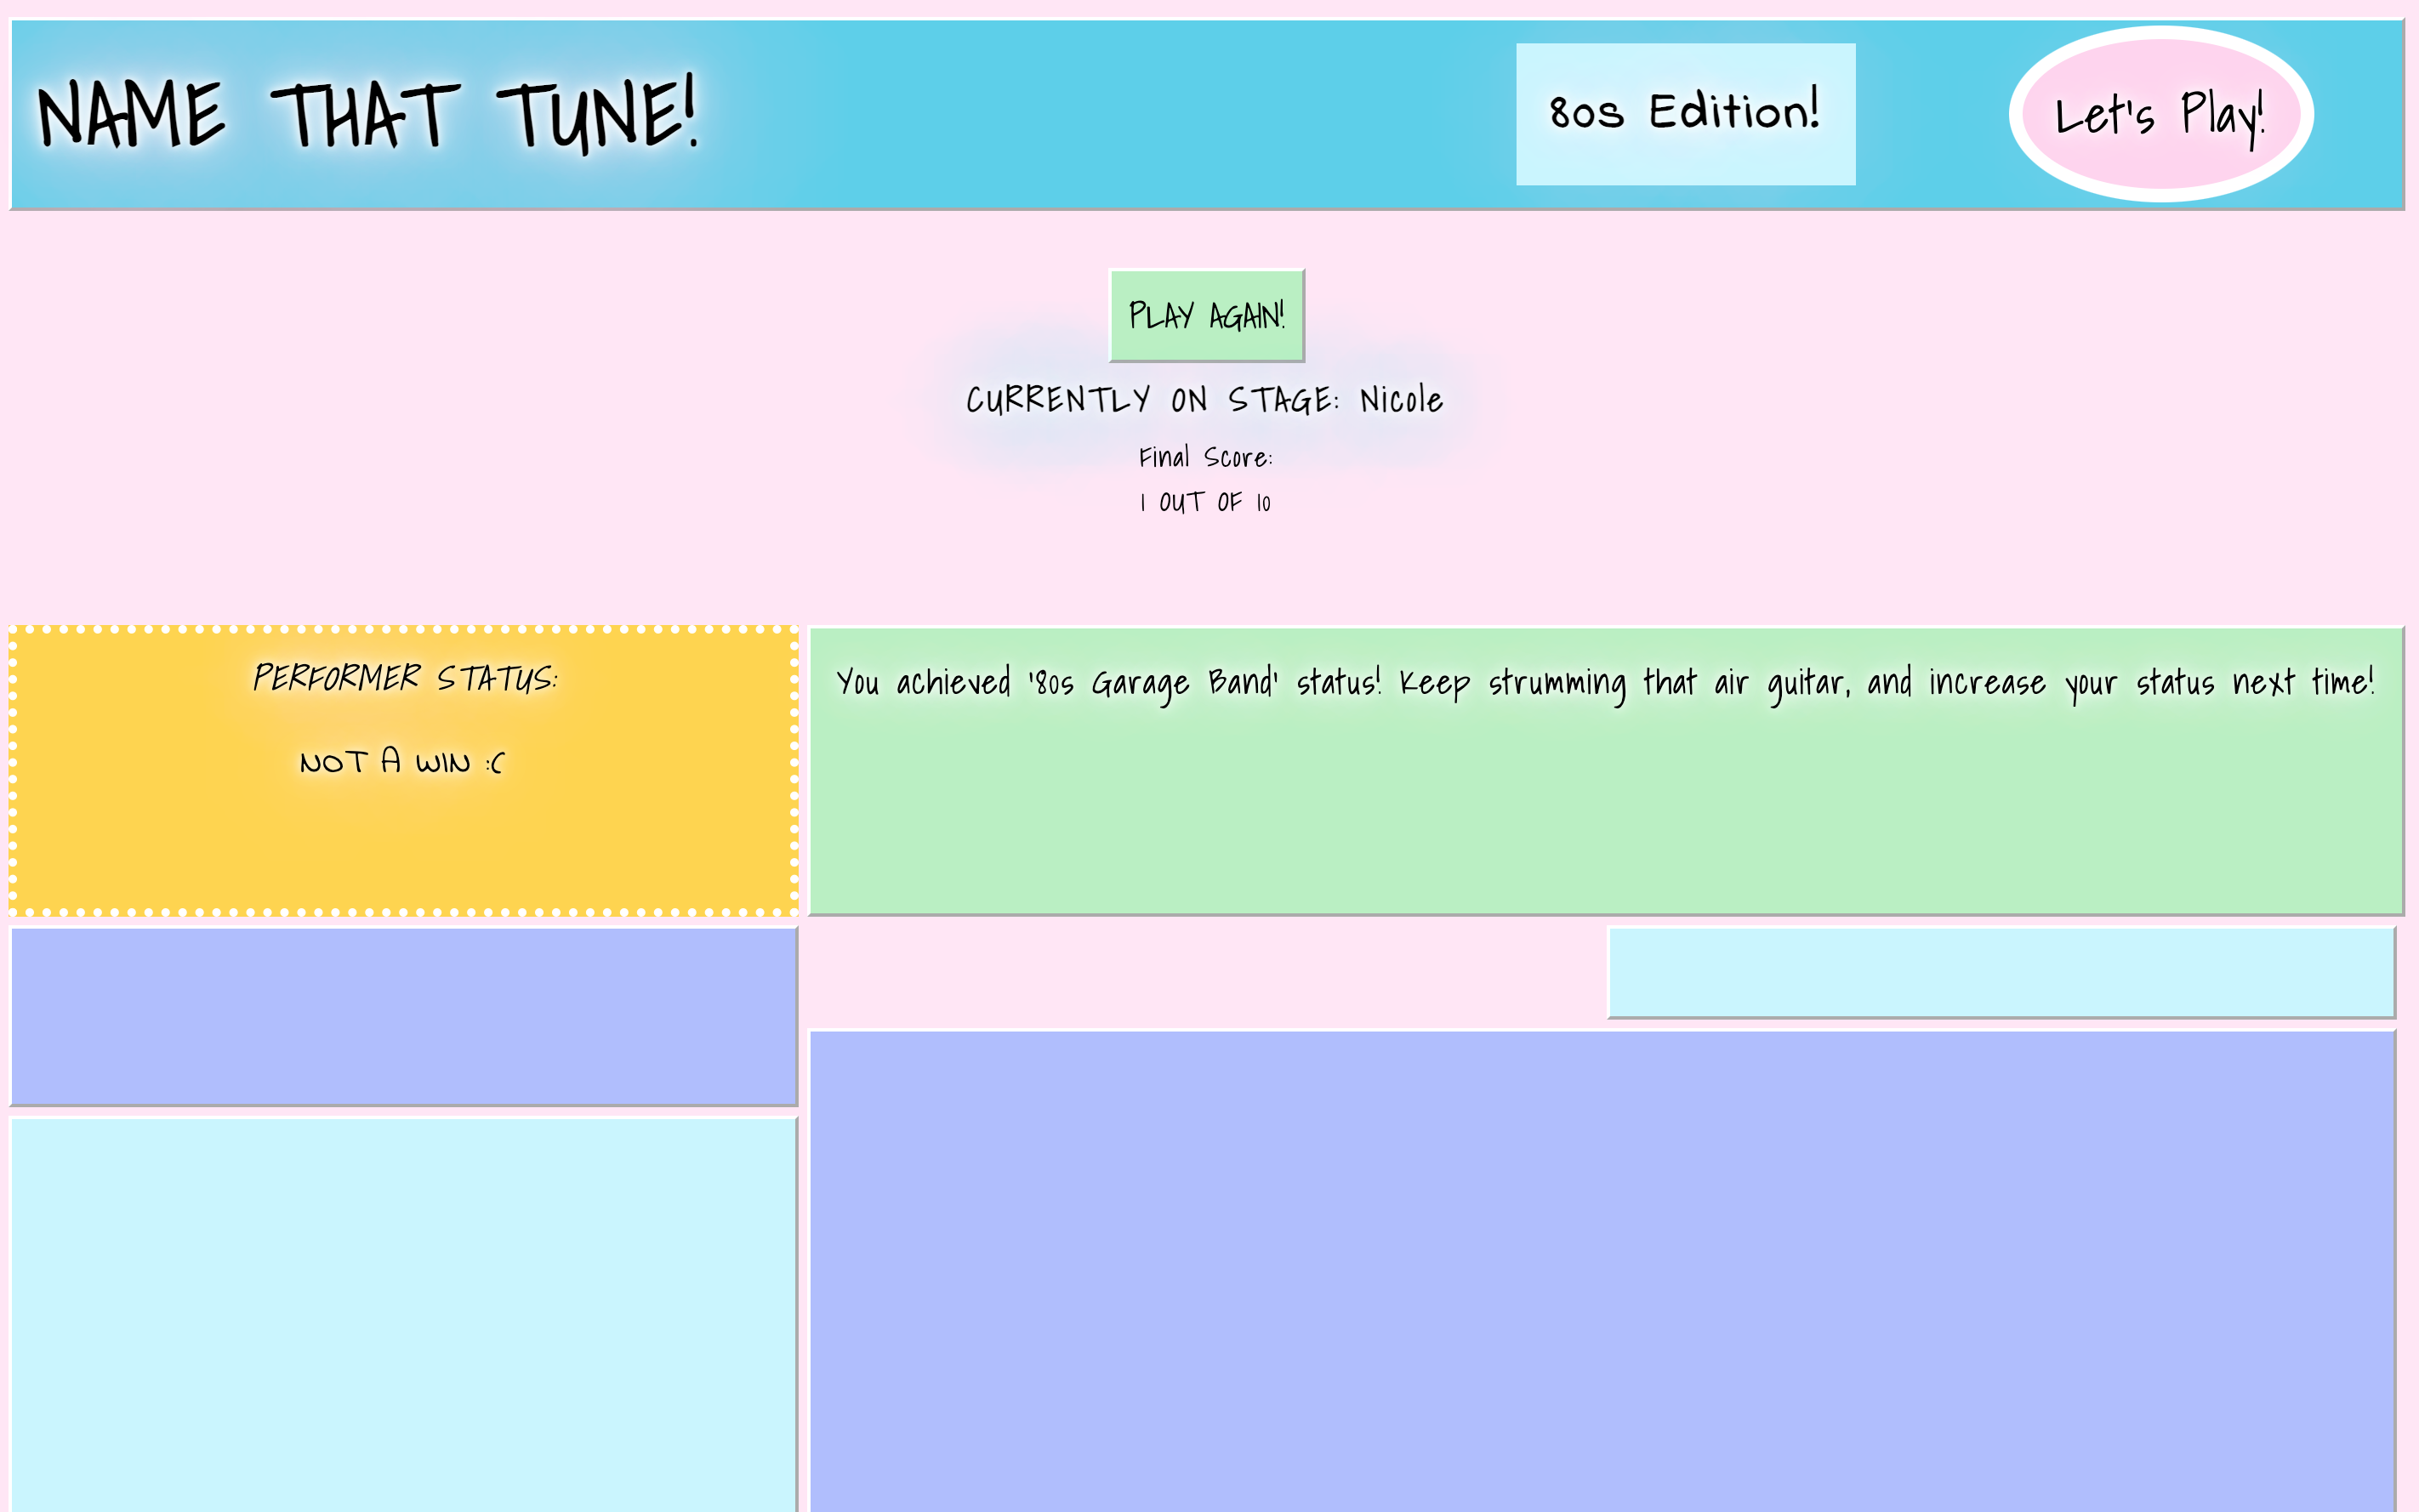 NAME THAT TUNE!
80s Edition!
Let's Play!
PLAY AGAIN!
CURRENTLY ON STAGE: Nicole
Final Score:
1 OUT OF 10
PERFORMER STATUS:
NOT A WIN :C
You achieved '80s Garage Band' status! Keep strumming that air guitar, and increase your status next time!